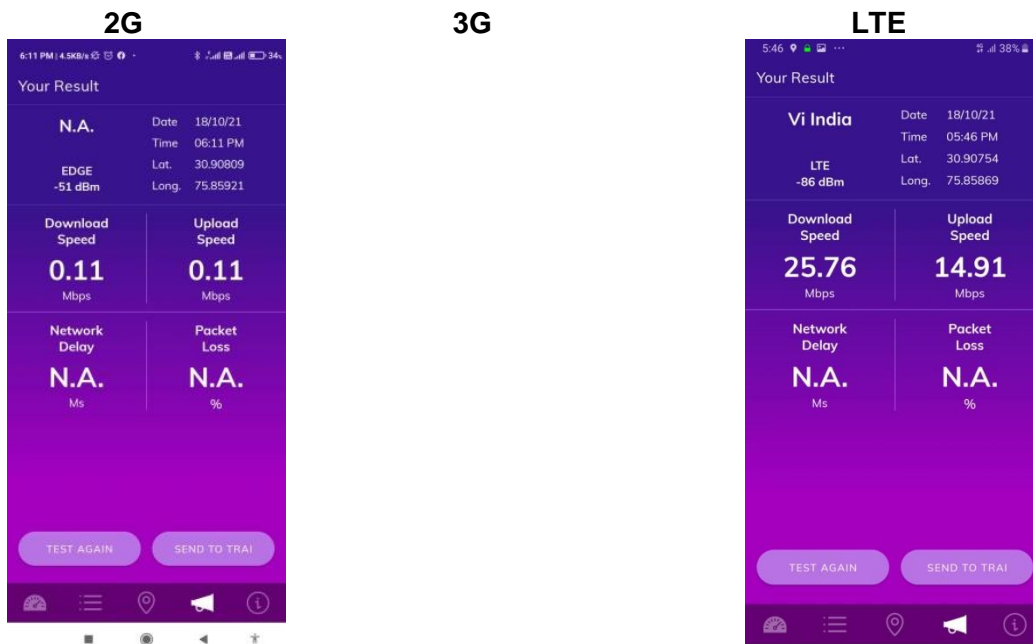 2G
3G
LTE
6:11 PM | 4.5KB/s
34%
Your Result
N.A.
EDGE
-51 dBm
Date 18/10/21
Time 06:11 PM
Lat. 30.90809
Long. 75.85921
Download Speed
Upload Speed
0.11
0.11
Mbps
Mbps
Network Delay
Packet Loss
N.A.
N.A.
Ms
%
TEST AGAIN
SEND TO TRAI
5:46
38%
Your Result
Vi India
LTE
-86 dBm
Date 18/10/21
Time 05:46 PM
Lat. 30.90754
Long. 75.85869
Download Speed
Upload Speed
25.76
14.91
Mbps
Mbps
Network Delay
Packet Loss
N.A.
N.A.
Ms
%
TEST AGAIN
SEND TO TRAI